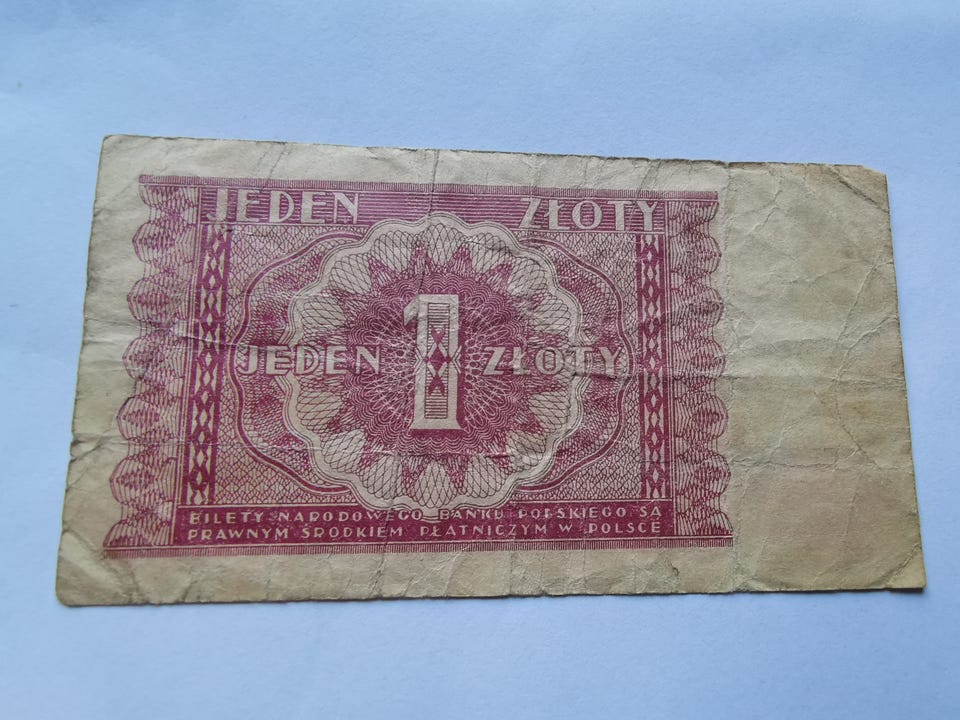 JEDEN ZŁOTY
JEDEN 1 ZŁOTY
BILETY NARODOWEGO BANKU POLSKIEGO SĄ
PRAWNYM ŚRODKIEM PŁATNICZYM W POLSCE